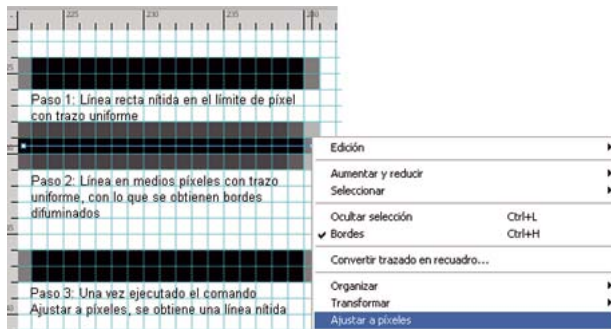 225
230
235
240
Paso 1: Línea recta nítida en el límite de píxel
con trazo uniforme
Paso 2: Línea en medios píxeles con trazo
uniforme, con lo que se obtienen bordes
difuminados
Paso 3: Una vez ejecutado el comando
Ajustar a píxeles, se obtiene una línea nítida
Edición
Aumentar y reducir
Seleccionar
Ocultar selección Ctrl+L
Bordes Ctrl+H
Convertir trazado en recuadro...
Organizar
Transformar
Ajustar a píxeles